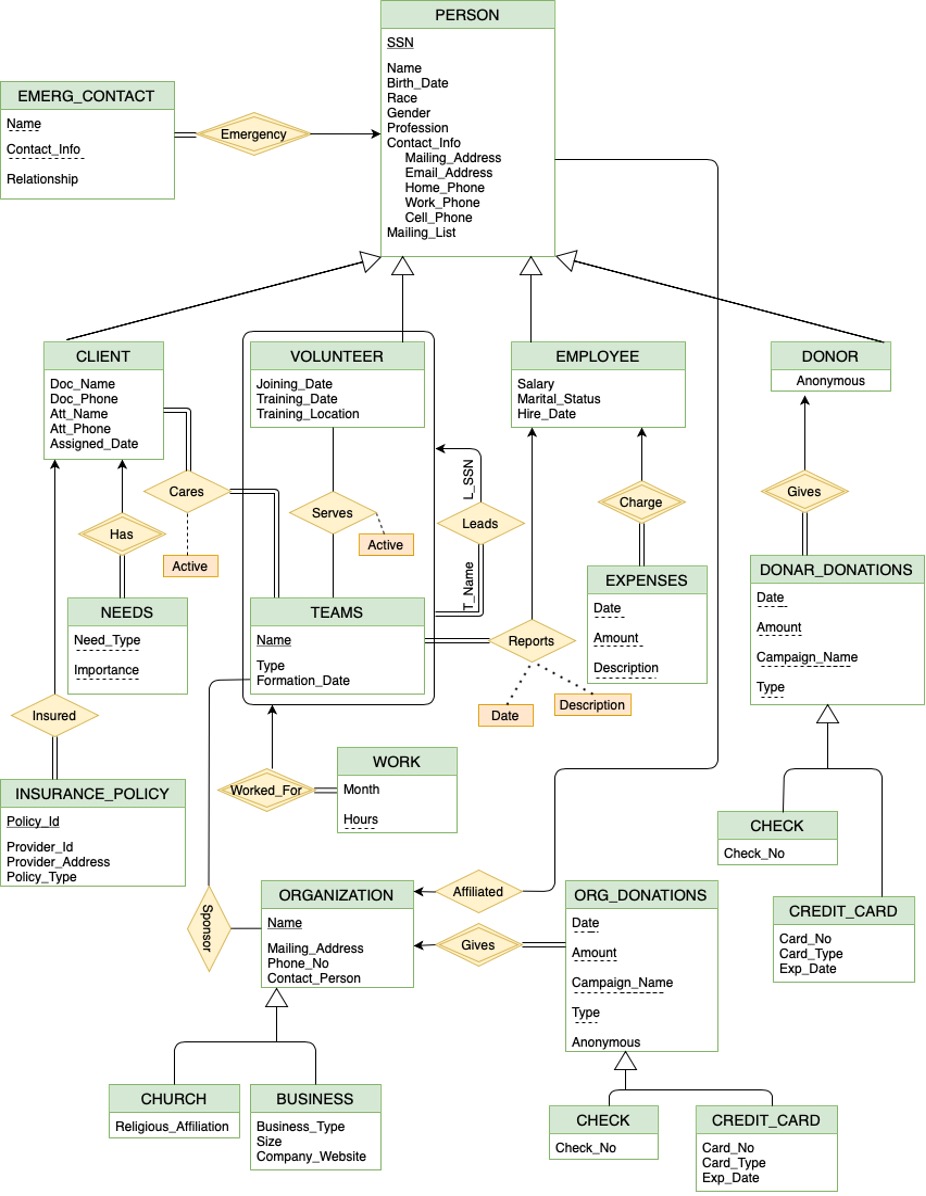 PERSON
SSN
Name
Birth_Date
Race
Gender
Profession
Contact_Info
Mailing_Address
Email_Address
Home_Phone
Work_Phone
Cell_Phone
Mailing_List
EMERG_CONTACT
Name
Contact_Info
Relationship
Emergency
CLIENT
Doc_Name
Doc_Phone
Att_Name
Att_Phone
Assigned_Date
VOLUNTEER
Joining_Date
Training_Date
Training_Location
EMPLOYEE
Salary
Marital_Status
Hire_Date
DONOR
Anonymous
Cares
Active
Has
Serves
Active
L_SSN
Leads
T_Name
Charge
Gives
NEEDS
Need_Type
Importance
TEAMS
Name
Type
Formation_Date
Reports
Date
Description
EXPENSES
Date
Amount
Description
DONAR_DONATIONS
Date
Amount
Campaign_Name
Type
Insured
INSURANCE_POLICY
Policy_Id
Provider_Id
Provider_Address
Policy_Type
Worked_For
WORK
Month
Hours
CHECK
Check_No
CREDIT_CARD
Card_No
Card_Type
Exp_Date
Sponsor
ORGANIZATION
Name
Mailing_Address
Phone_No
Contact_Person
Affiliated
Gives
ORG_DONATIONS
Date
Amount
Campaign_Name
Type
Anonymous
CHURCH
Religious_Affiliation
BUSINESS
Business_Type
Size
Company_Website
CHECK
Check_No
CREDIT_CARD
Card_No
Card_Type
Exp_Date